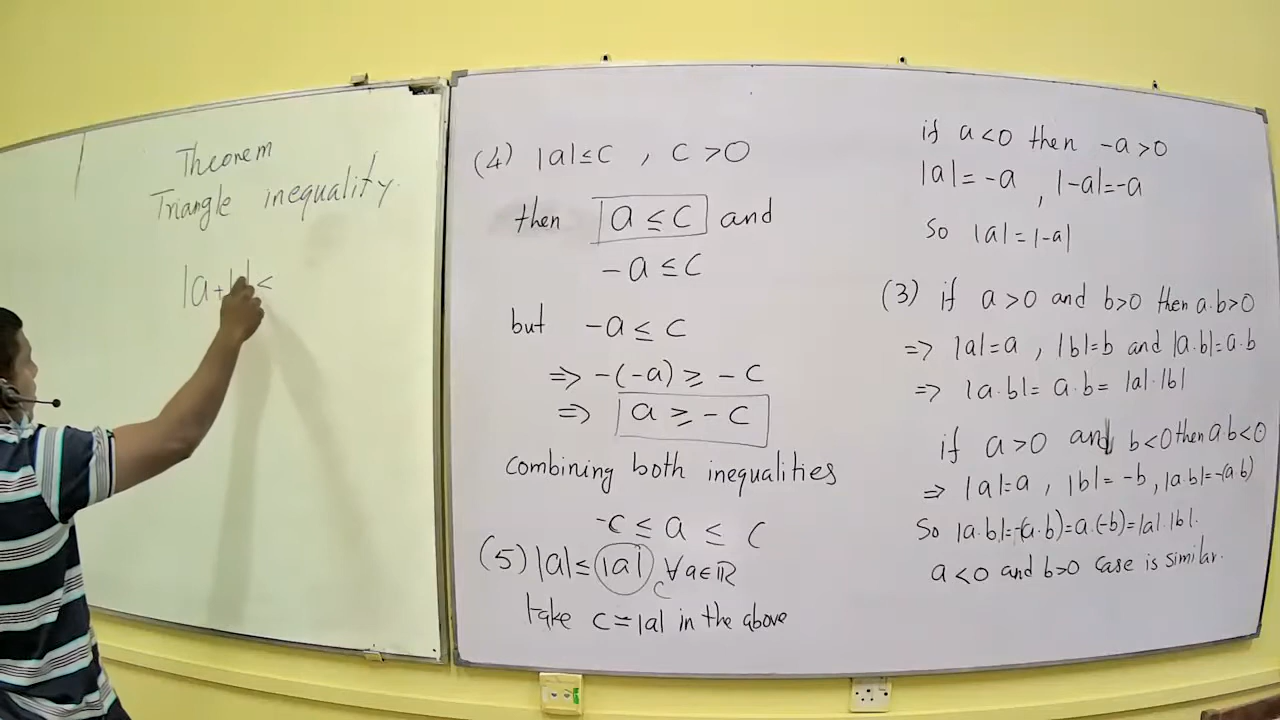 Theorem
Triangle inequality.
|a+b| <
(4) |a| ≤ c , c > 0
then a ≤ c and
-a ≤ c
but -a ≤ c
=> -(-a) ≥ -c
=> a ≥ -c
combining both inequalities
-c ≤ a ≤ c
(5) |a| ≤ |a| ∀a∈ℝ
c
take c = |a| in the above
if a<0 then -a>0
|a| = -a , |-a| = -a
So |a| = |-a|
(3) if a>0 and b>0 then a·b>0
=> |a|=a , |b|=b and |a·b|=a·b
=> |a·b| = a·b = |a|·|b|
if a>0 and b<0 then a·b<0
=> |a|=a , |b| = -b , |a·b|=-(a·b)
So |a·b|=-(a·b)=a·(-b)=|a|·|b|.
a<0 and b>0 case is similar.